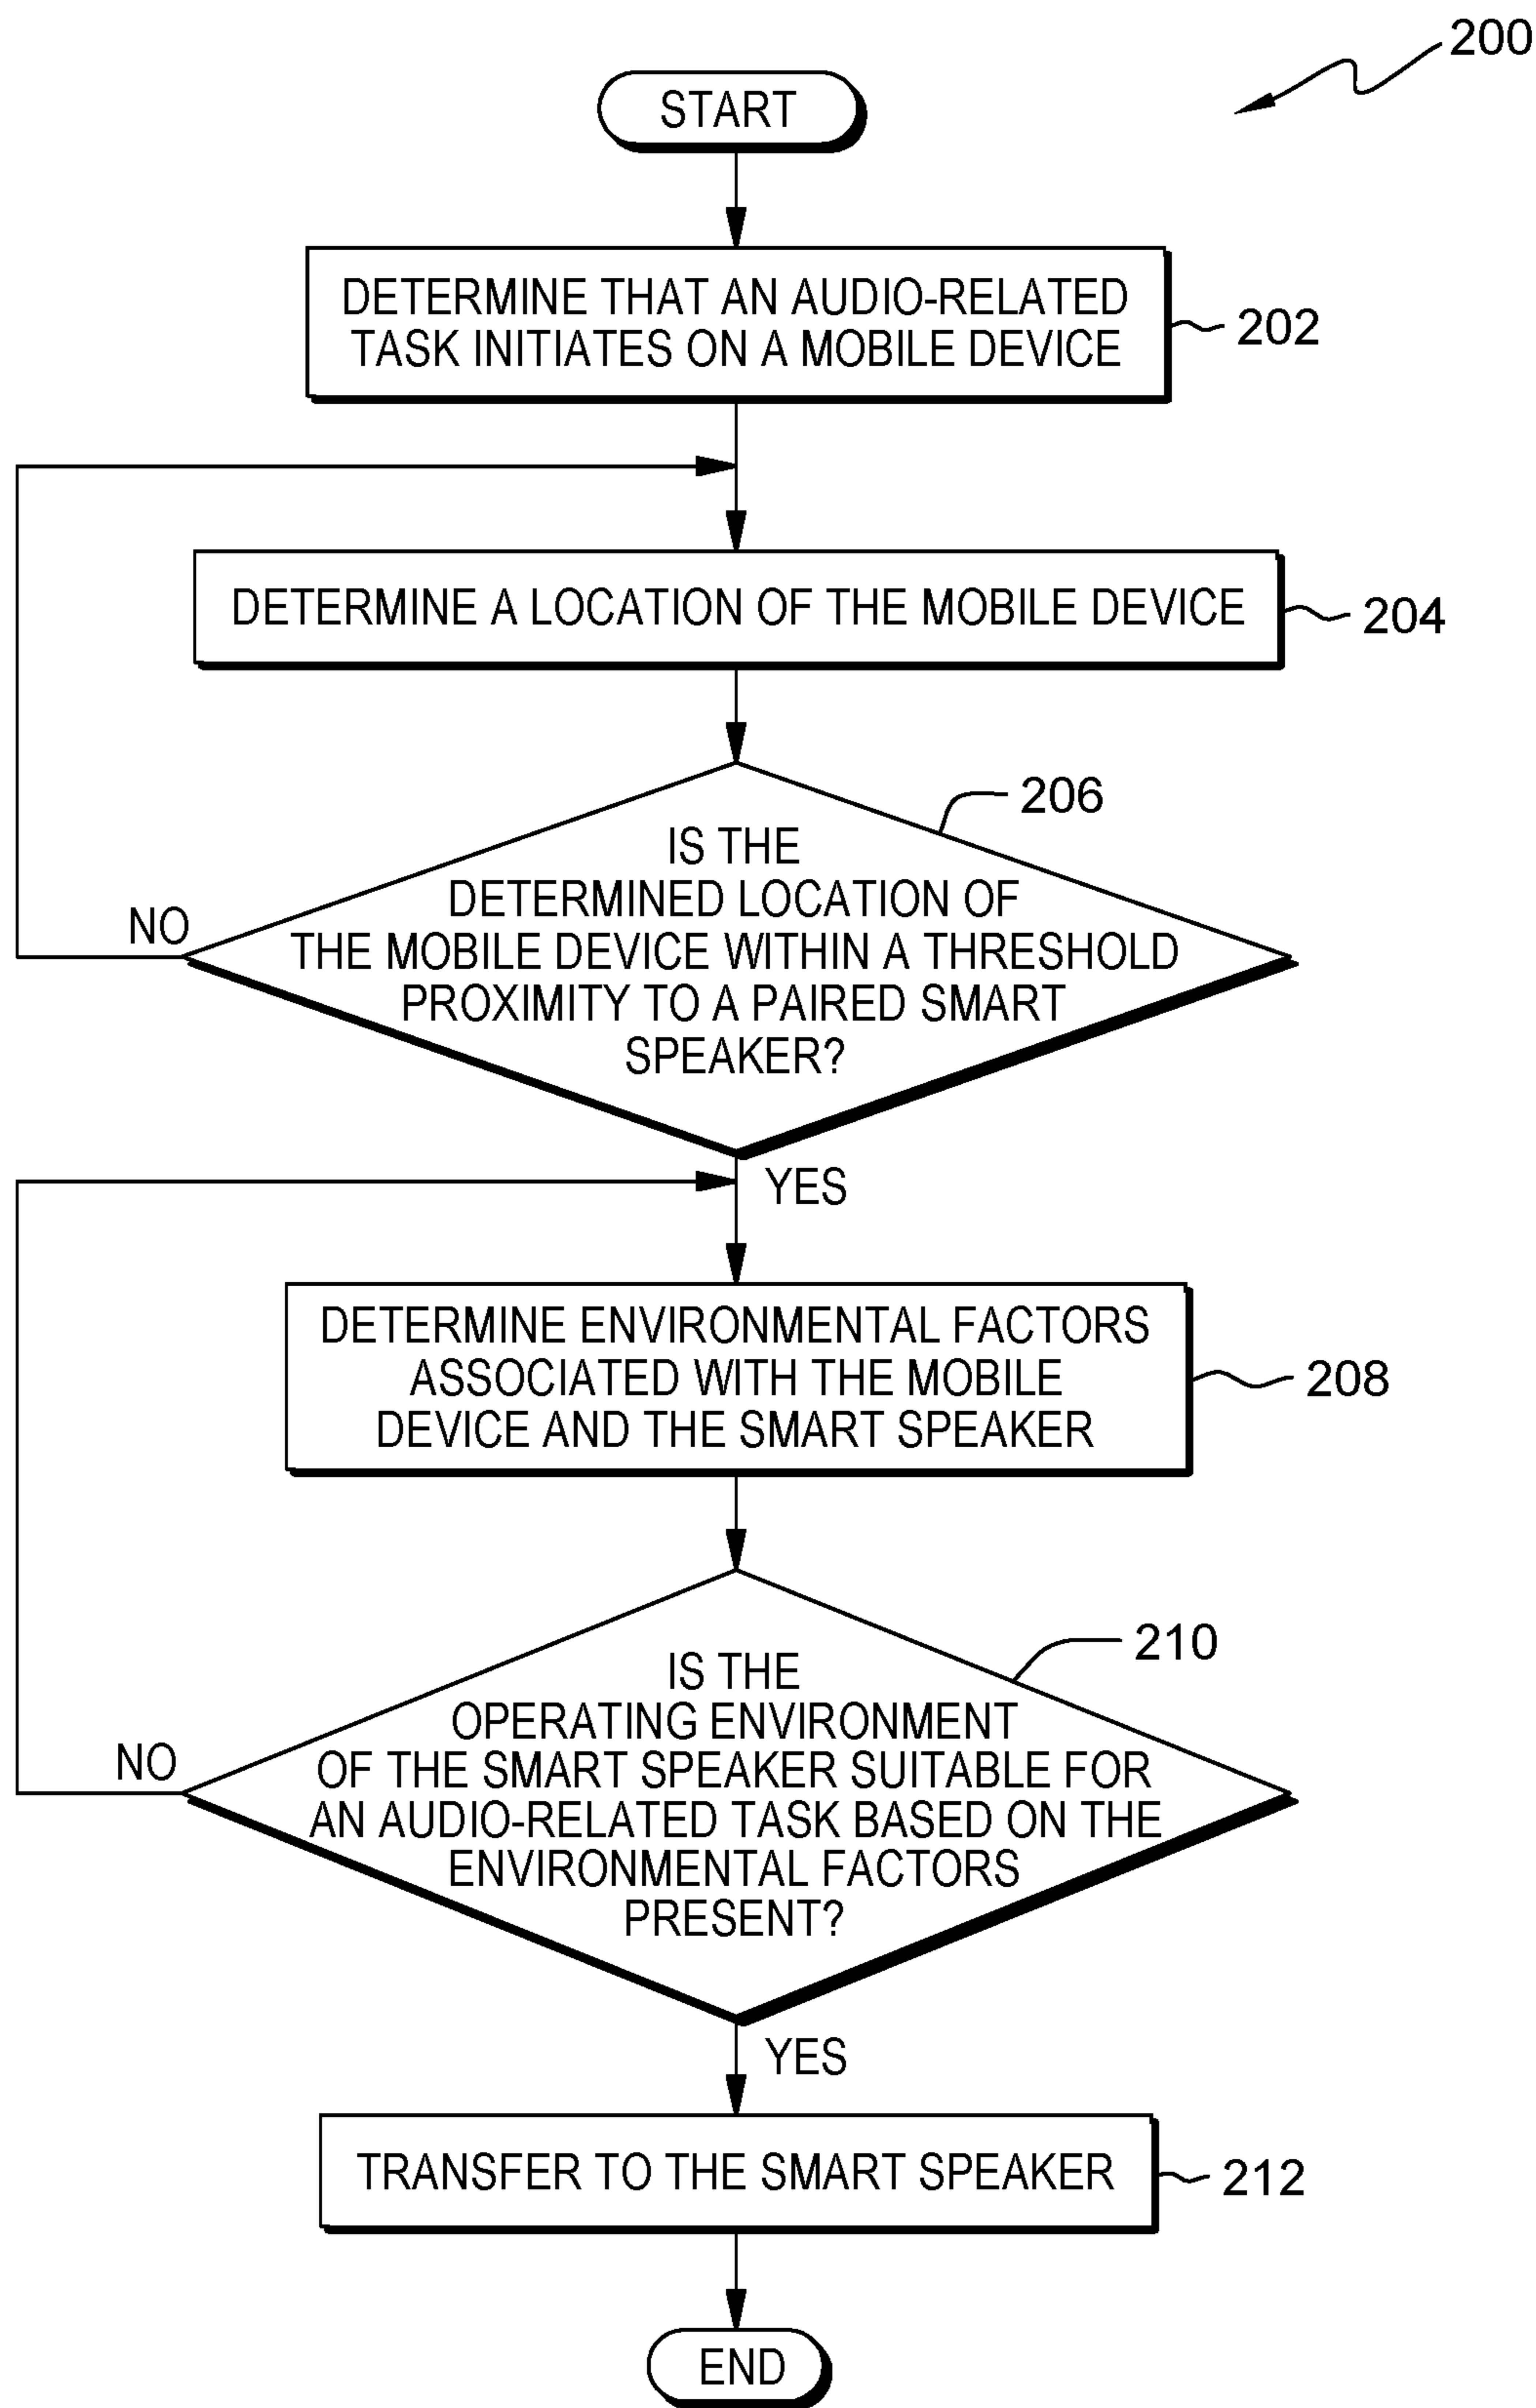 200
START
DETERMINE THAT AN AUDIO-RELATED
TASK INITIATES ON A MOBILE DEVICE
202
DETERMINE A LOCATION OF THE MOBILE DEVICE
204
206
IS THE
DETERMINED LOCATION OF
THE MOBILE DEVICE WITHIN A THRESHOLD
PROXIMITY TO A PAIRED SMART
SPEAKER?
NO
YES
DETERMINE ENVIRONMENTAL FACTORS
ASSOCIATED WITH THE MOBILE
DEVICE AND THE SMART SPEAKER
208
210
IS THE
OPERATING ENVIRONMENT
OF THE SMART SPEAKER SUITABLE FOR
AN AUDIO-RELATED TASK BASED ON THE
ENVIRONMENTAL FACTORS
PRESENT?
NO
YES
TRANSFER TO THE SMART SPEAKER
212
END